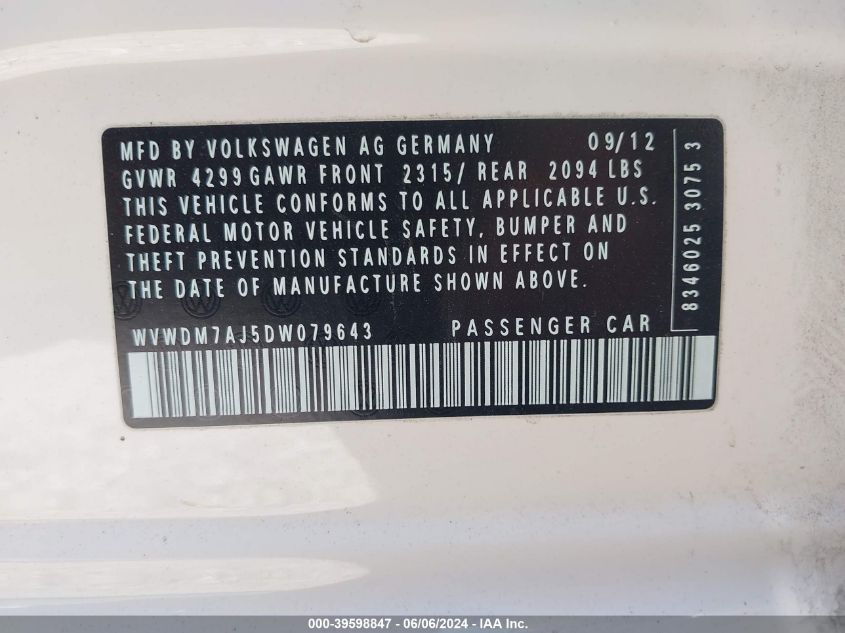 MFD BY VOLKSWAGEN AG GERMANY 09/12
GVWR 4299 GAWR FRONT 2315/ REAR 2094 LBS
THIS VEHICLE CONFORMS TO ALL APPLICABLE U.S.
FEDERAL MOTOR VEHICLE SAFETY, BUMPER AND
THEFT PREVENTION STANDARDS IN EFFECT ON
THE DATE OF MANUFACTURE SHOWN ABOVE.
WVWDM7AJ5DW079643 PASSENGER CAR
8346025 3075 3
000-39598847 - 06/06/2024 - IAA Inc.